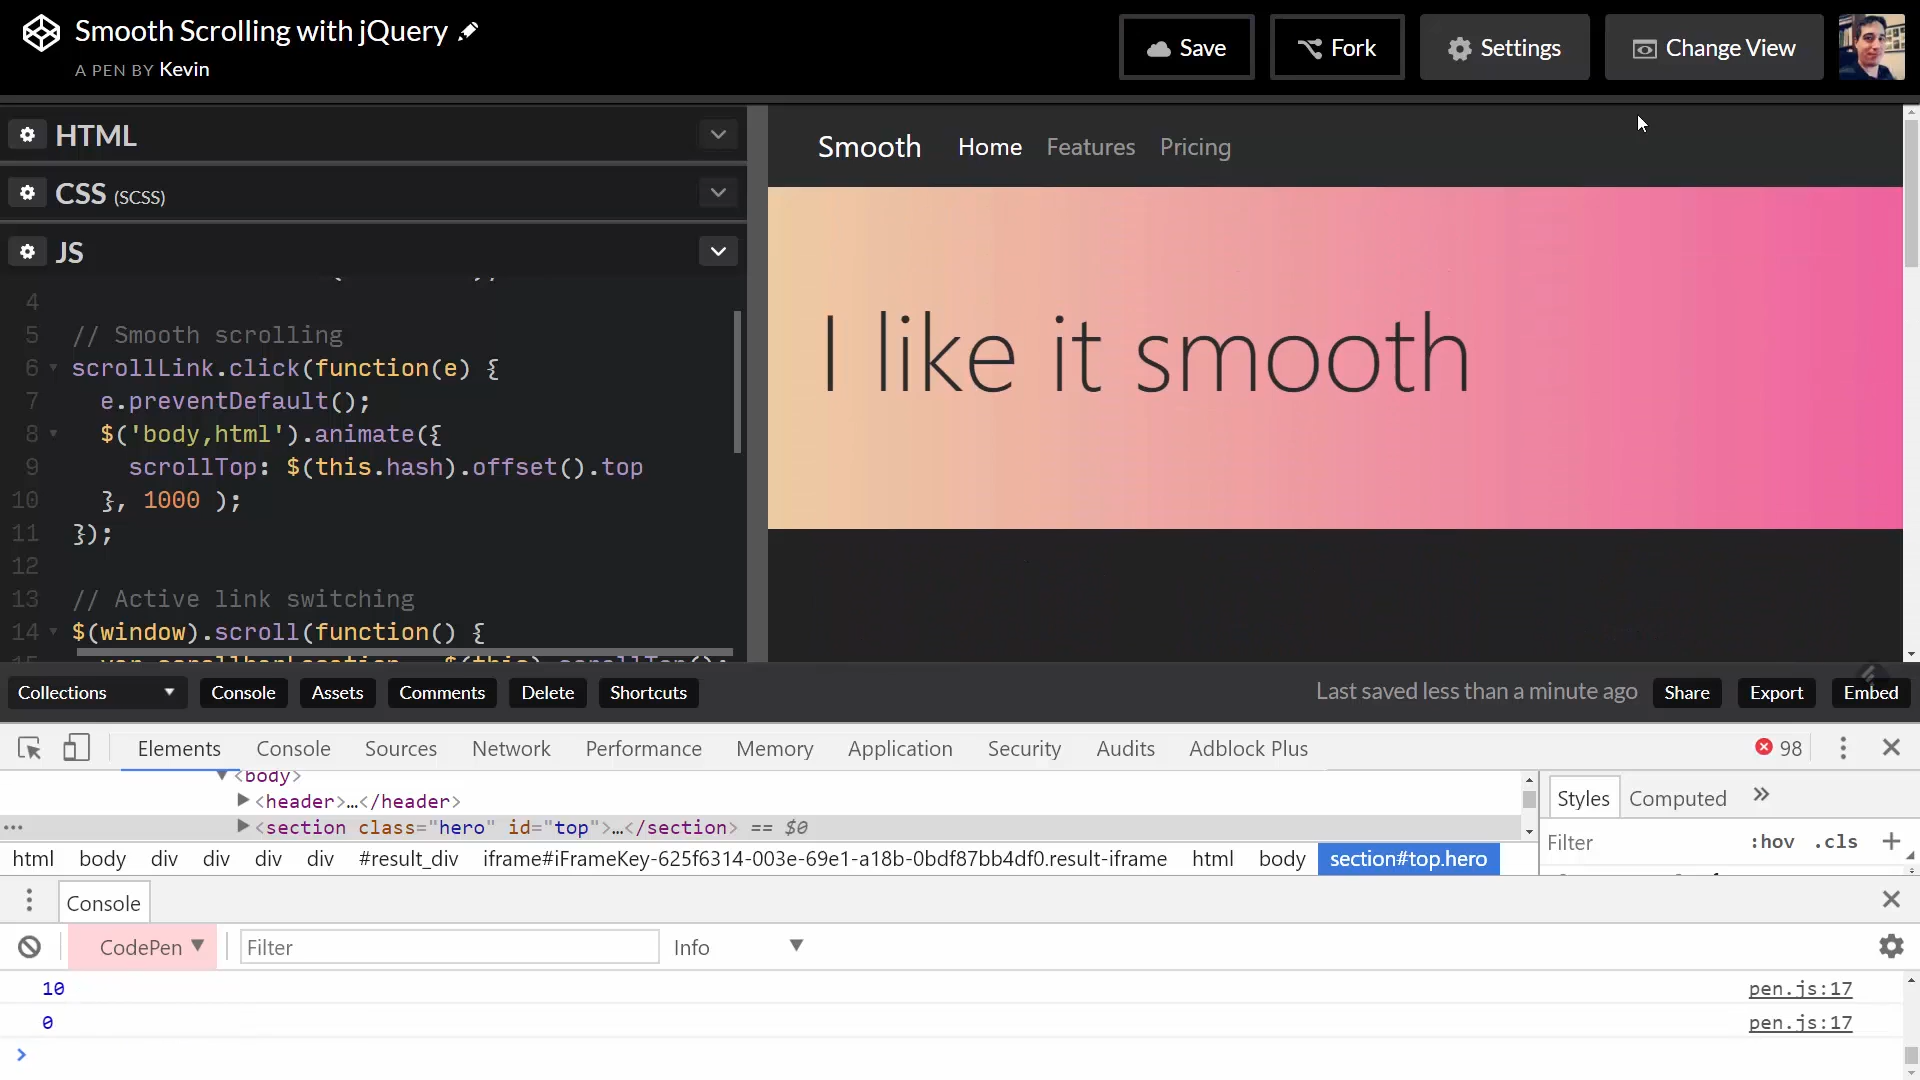 Smooth Scrolling with jQuery
A PEN BY Kevin
Save
Fork
Settings
Change View
HTML
CSS (SCSS)
JS
4
5 // Smooth scrolling
6 scrollLink.click(function(e) {
7 e.preventDefault();
8 $('body,html').animate({
9 scrollTop: $(this.hash).offset().top
10 }, 1000 );
11 });
12
13 // Active link switching
14 $(window).scroll(function() {
Smooth Home Features Pricing
I like it smooth
Collections Console Assets Comments Delete Shortcuts
Last saved less than a minute ago Share Export Embed
Elements Console Sources Network Performance Memory Application Security Audits Adblock Plus 98
<body>
<header>…</header>
<section class="hero" id="top">…</section> == $0
html body div div div div #result_div iframe#iFrameKey-625f6314-003e-69e1-a18b-0bdf87bb4df0.result-iframe html body section#top.hero
Styles Computed »
Filter :hov .cls +
Console
CodePen Filter Info
10 pen.js:17
0 pen.js:17
>